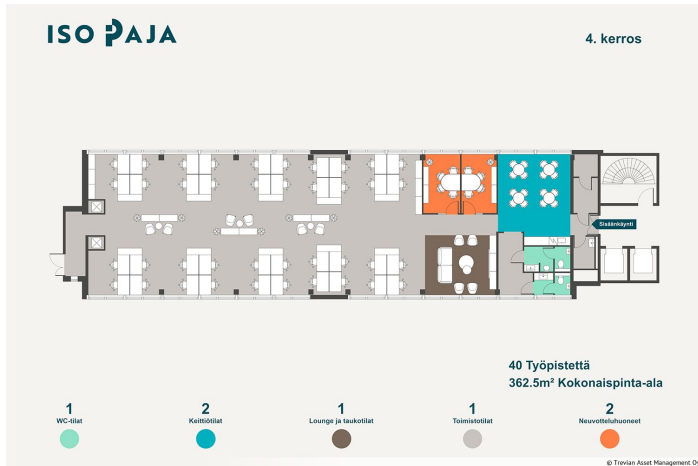 ISO PAJA
4. kerros
Sisäänkäynti
40 Työpistettä
362.5m² Kokonaispinta-ala
1
WC-tilat
2
Keittiötilat
1
Lounge ja taukotilat
1
Toimistotilat
2
Neuvotteluhuoneet
© Trevian Asset Management